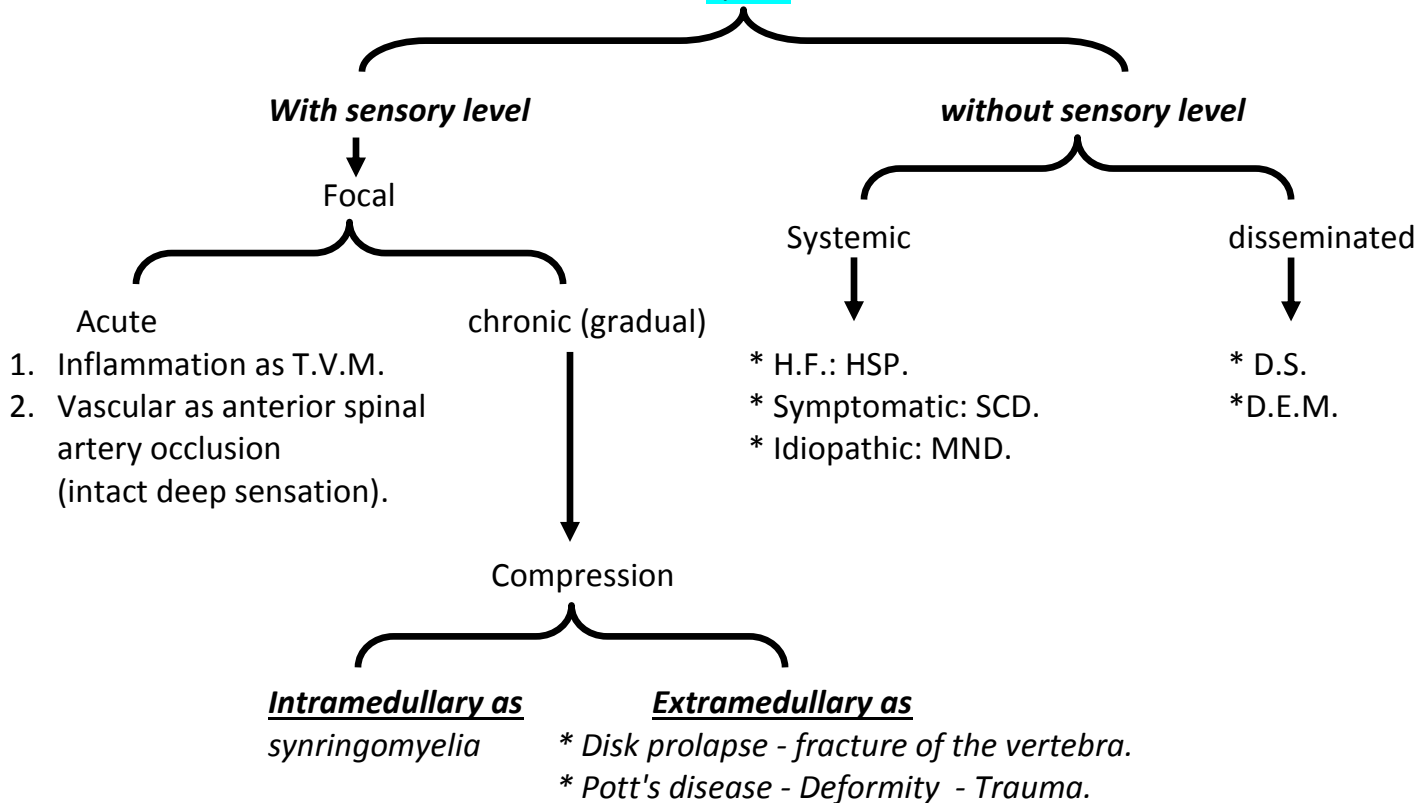 With sensory level
without sensory level
Focal
Systemic
disseminated
Acute
chronic (gradual)
1. Inflammation as T.V.M.
2. Vascular as anterior spinal
artery occlusion
(intact deep sensation).
* H.F.: HSP.
* Symptomatic: SCD.
* Idiopathic: MND.
* D.S.
*D.E.M.
Compression
Intramedullary as
synringomyelia
Extramedullary as
* Disk prolapse - fracture of the vertebra.
* Pott's disease - Deformity - Trauma.